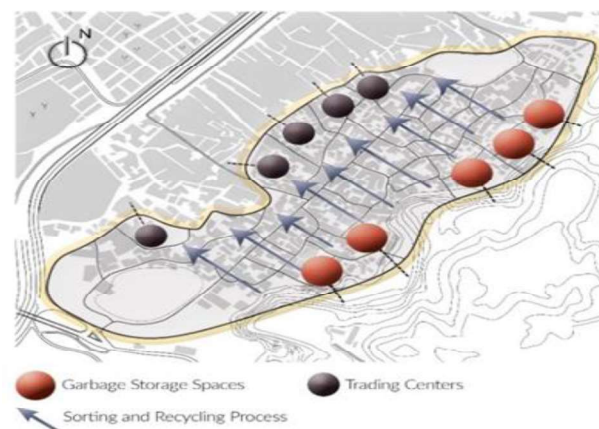 N
Garbage Storage Spaces
Trading Centers
Sorting and Recycling Process